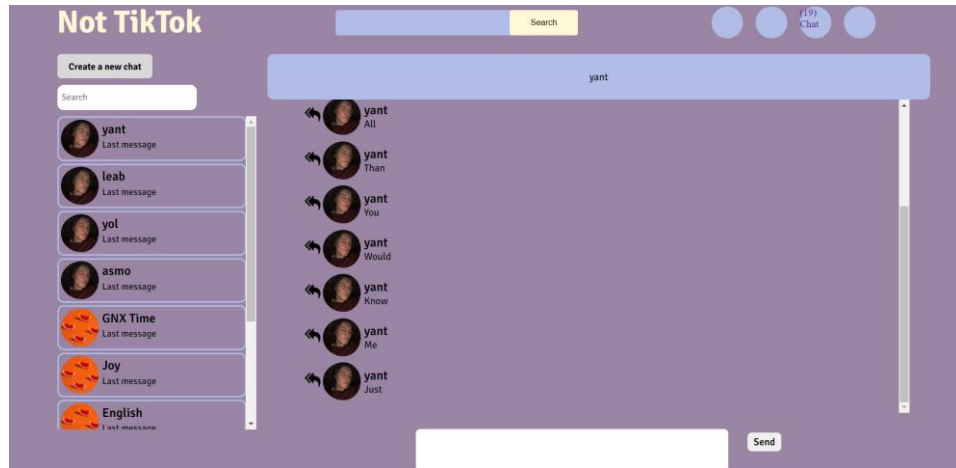 Not TikTok
Search
(19)
Chat
Create a new chat
Search
yant
Last message
leab
Last message
yol
Last message
asmo
Last message
GNX Time
Last message
Joy
Last message
English
Last message
yant
yant
All
yant
Than
yant
You
yant
Would
yant
Know
yant
Me
yant
Just
Send